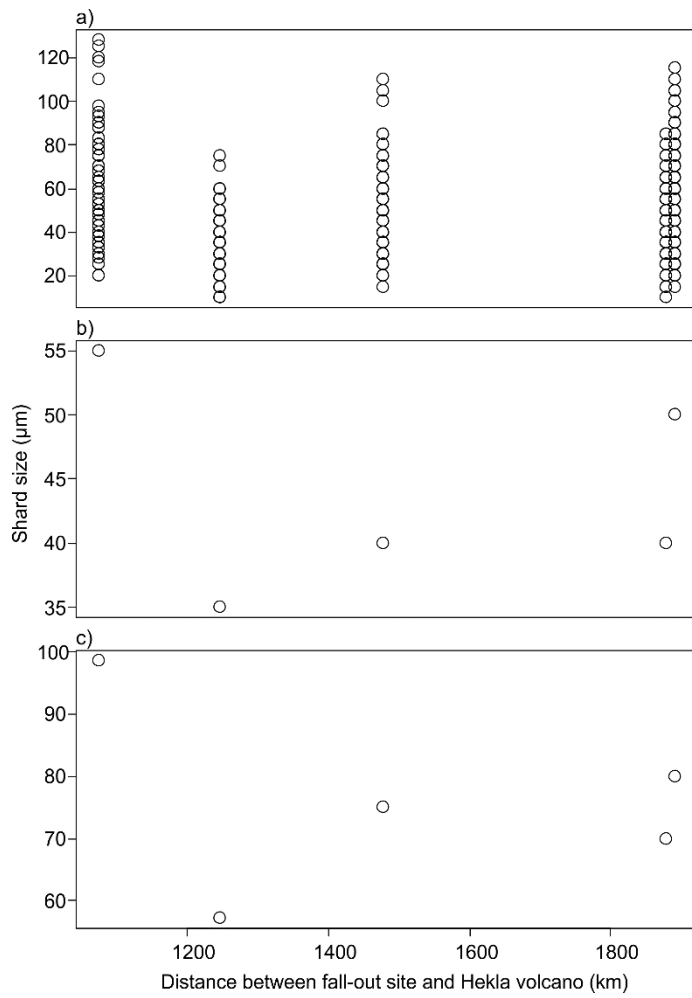 a)
120
100
80
60
40
20
b)
55
50
45
40
35
Shard size (µm)
c)
100
90
80
70
60
1200 1400 1600 1800
Distance between fall-out site and Hekla volcano (km)